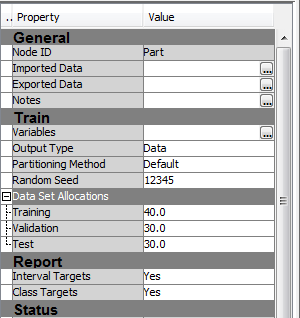 .. Property Value
General
Node ID Part
Imported Data ...
Exported Data ...
Notes ...
Train
Variables ...
Output Type Data
Partitioning Method Default
Random Seed 12345
Data Set Allocations
Training 40.0
Validation 30.0
Test 30.0
Report
Interval Targets Yes
Class Targets Yes
Status